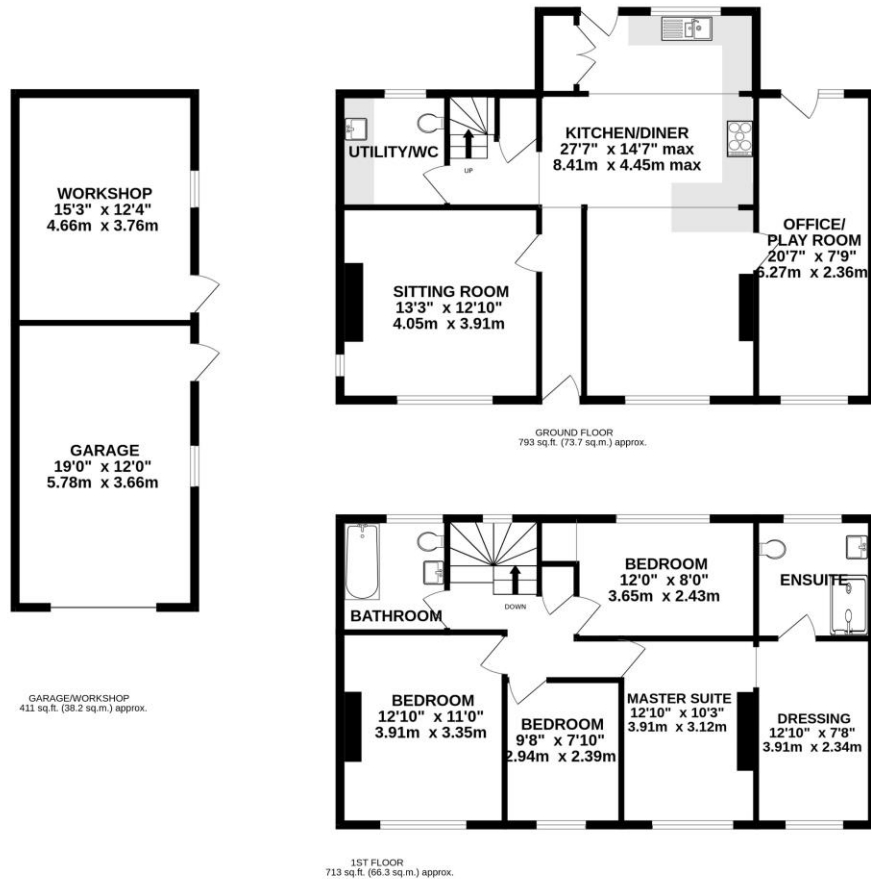 WORKSHOP
15'3" x 12'4"
4.66m x 3.76m
GARAGE
19'0" x 12'0"
5.78m x 3.66m
GARAGE/WORKSHOP
411 sq.ft. (38.2 sq.m.) approx.
UTILITY/WC
UP
KITCHEN/DINER
27'7" x 14'7" max
8.41m x 4.45m max
SITTING ROOM
13'3" x 12'10"
4.05m x 3.91m
OFFICE/
PLAY ROOM
20'7" x 7'9"
6.27m x 2.36m
GROUND FLOOR
793 sq.ft. (73.7 sq.m.) approx.
BATHROOM
DOWN
BEDROOM
12'0" x 8'0"
3.65m x 2.43m
ENSUITE
BEDROOM
12'10" x 11'0"
3.91m x 3.35m
BEDROOM
9'8" x 7'10"
2.94m x 2.39m
MASTER SUITE
12'10" x 10'3"
3.91m x 3.12m
DRESSING
12'10" x 7'8"
3.91m x 2.34m
1ST FLOOR
713 sq.ft. (66.3 sq.m.) approx.